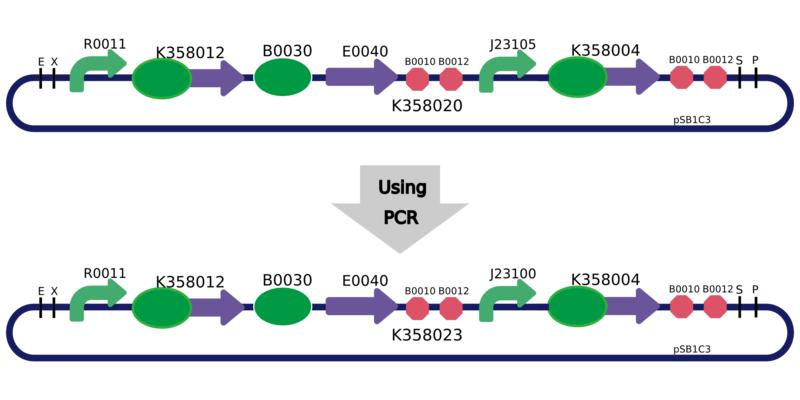 R0011 K358012 B0030 E0040 J23105 K358004
E X B0010 B0012 B0010 B0012 S P
K358020
pSB1C3
Using
PCR
R0011 K358012 B0030 E0040 J23100 K358004
E X B0010 B0012 B0010 B0012 S P
K358023
pSB1C3